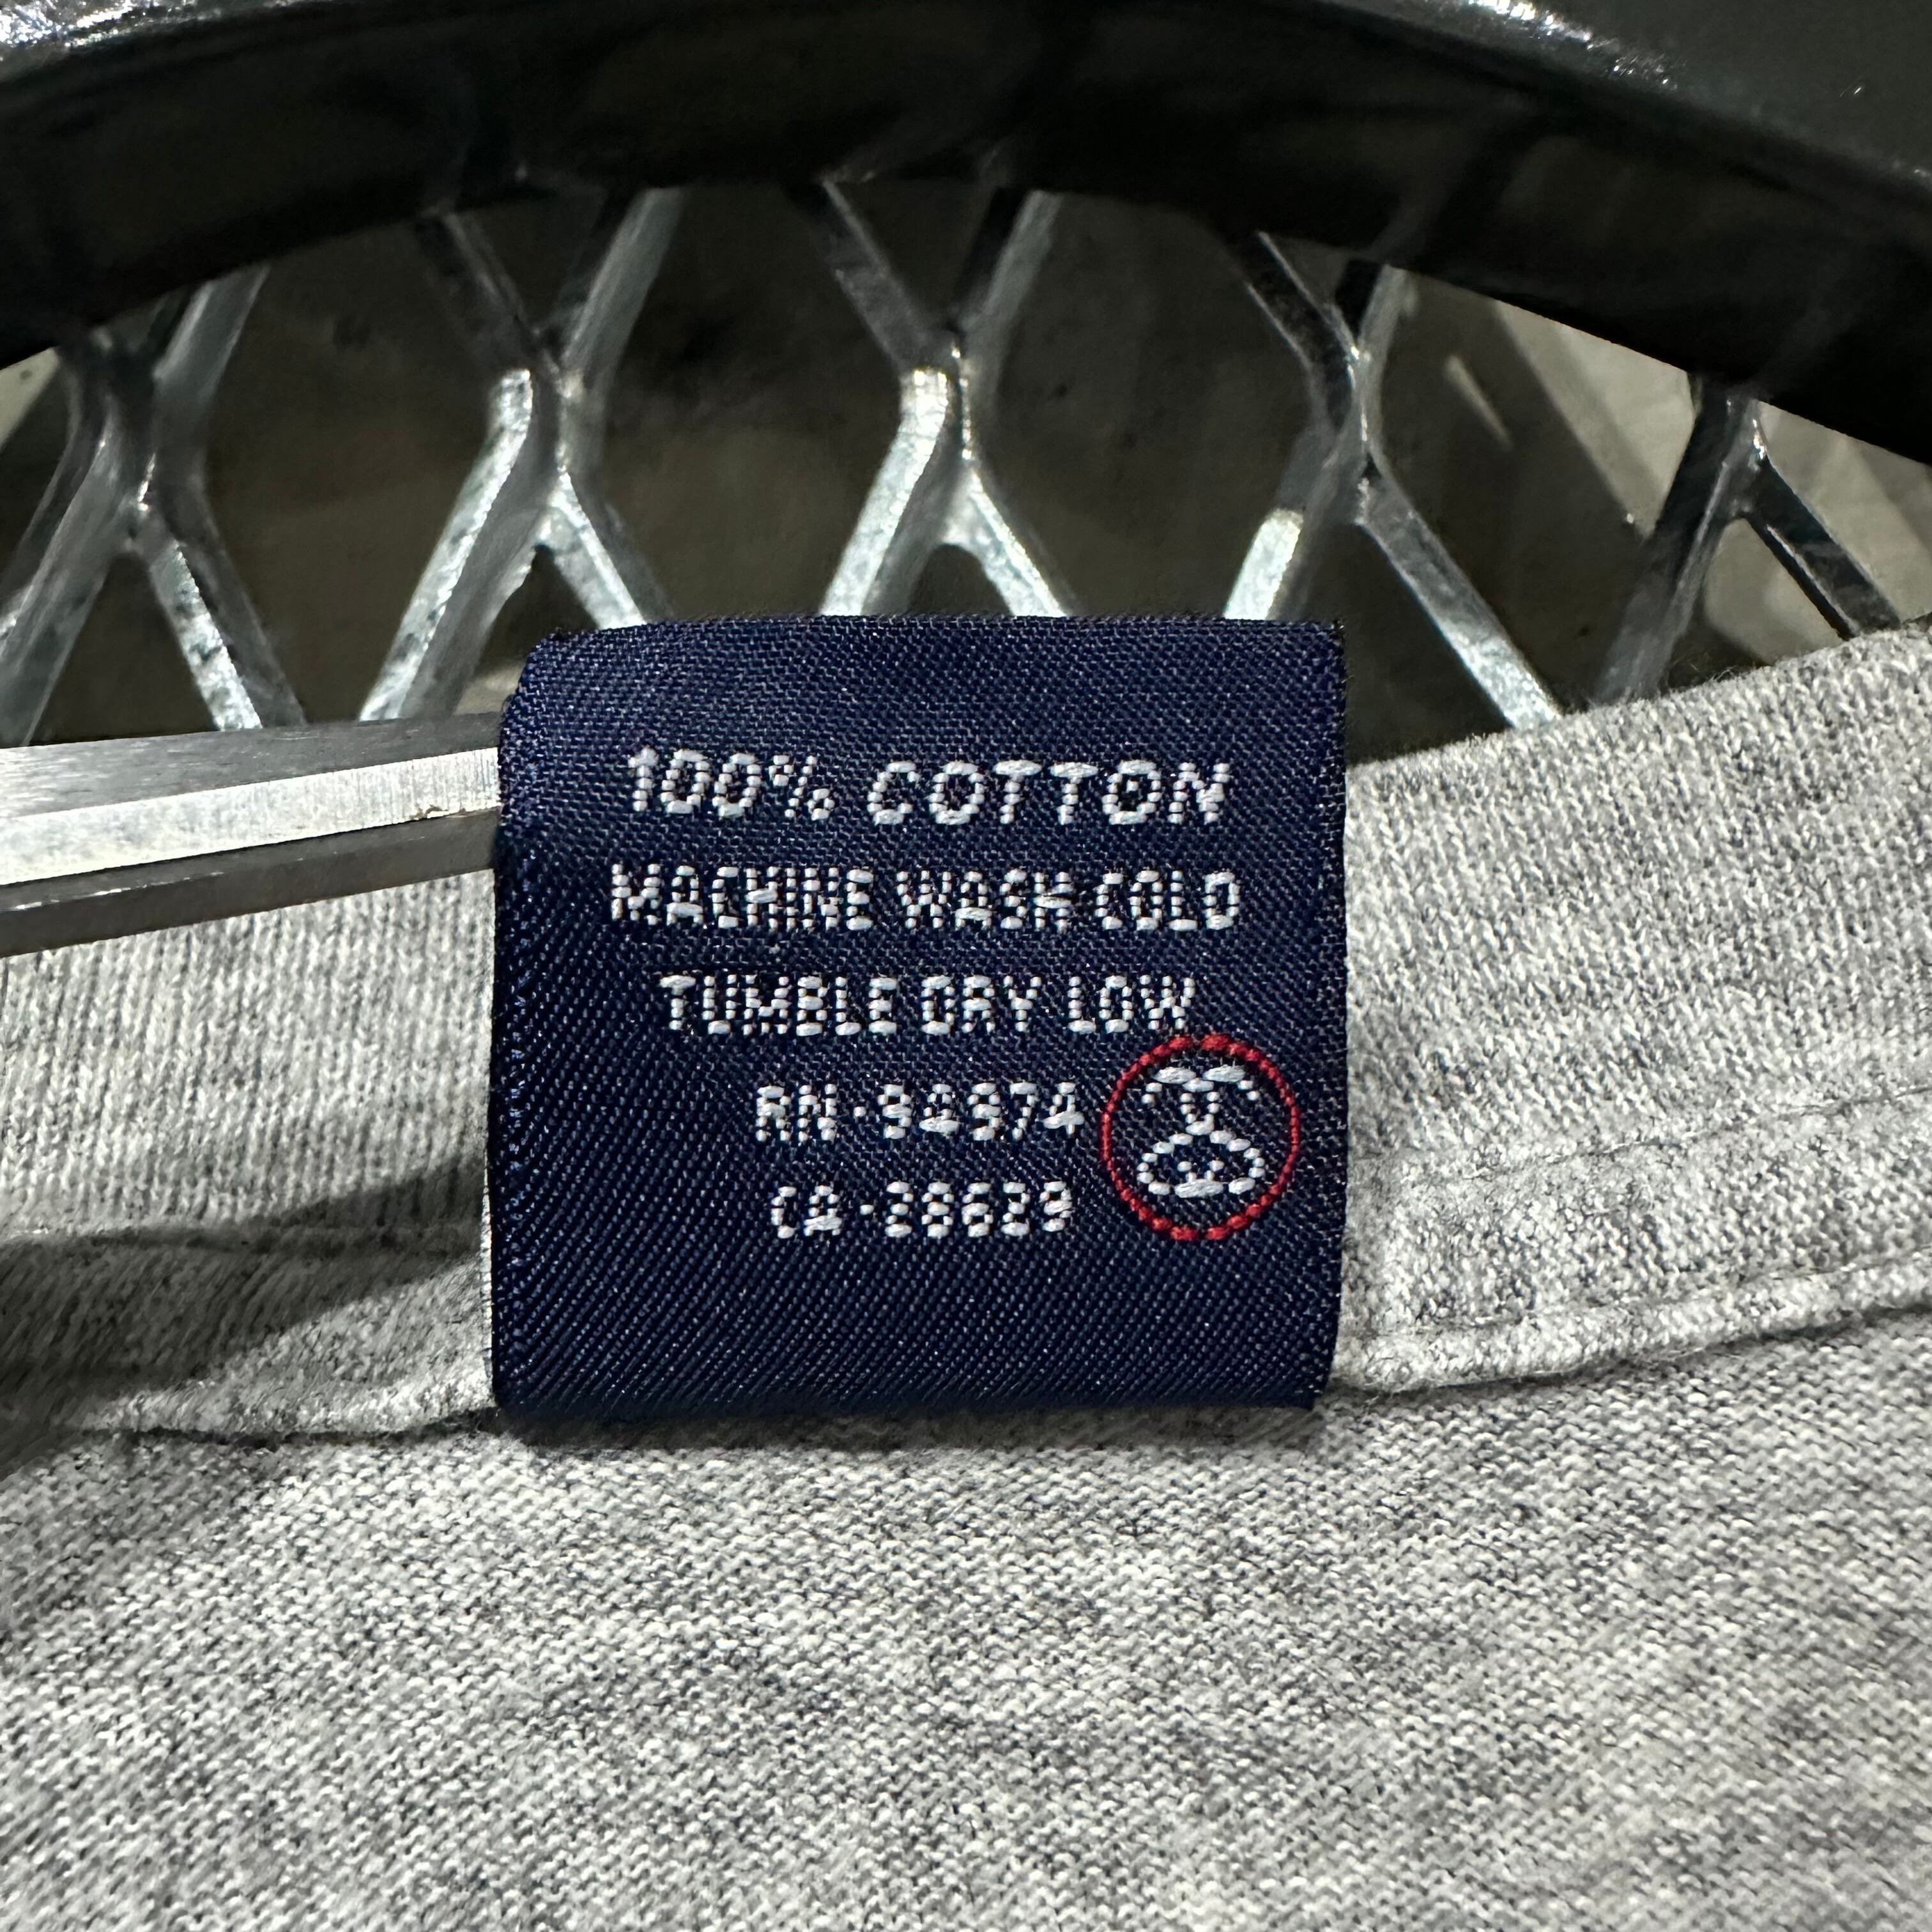 100% COTTON
MACHINE WASH COLD
TUMBLE DRY LOW
RN-94974
CA-28629